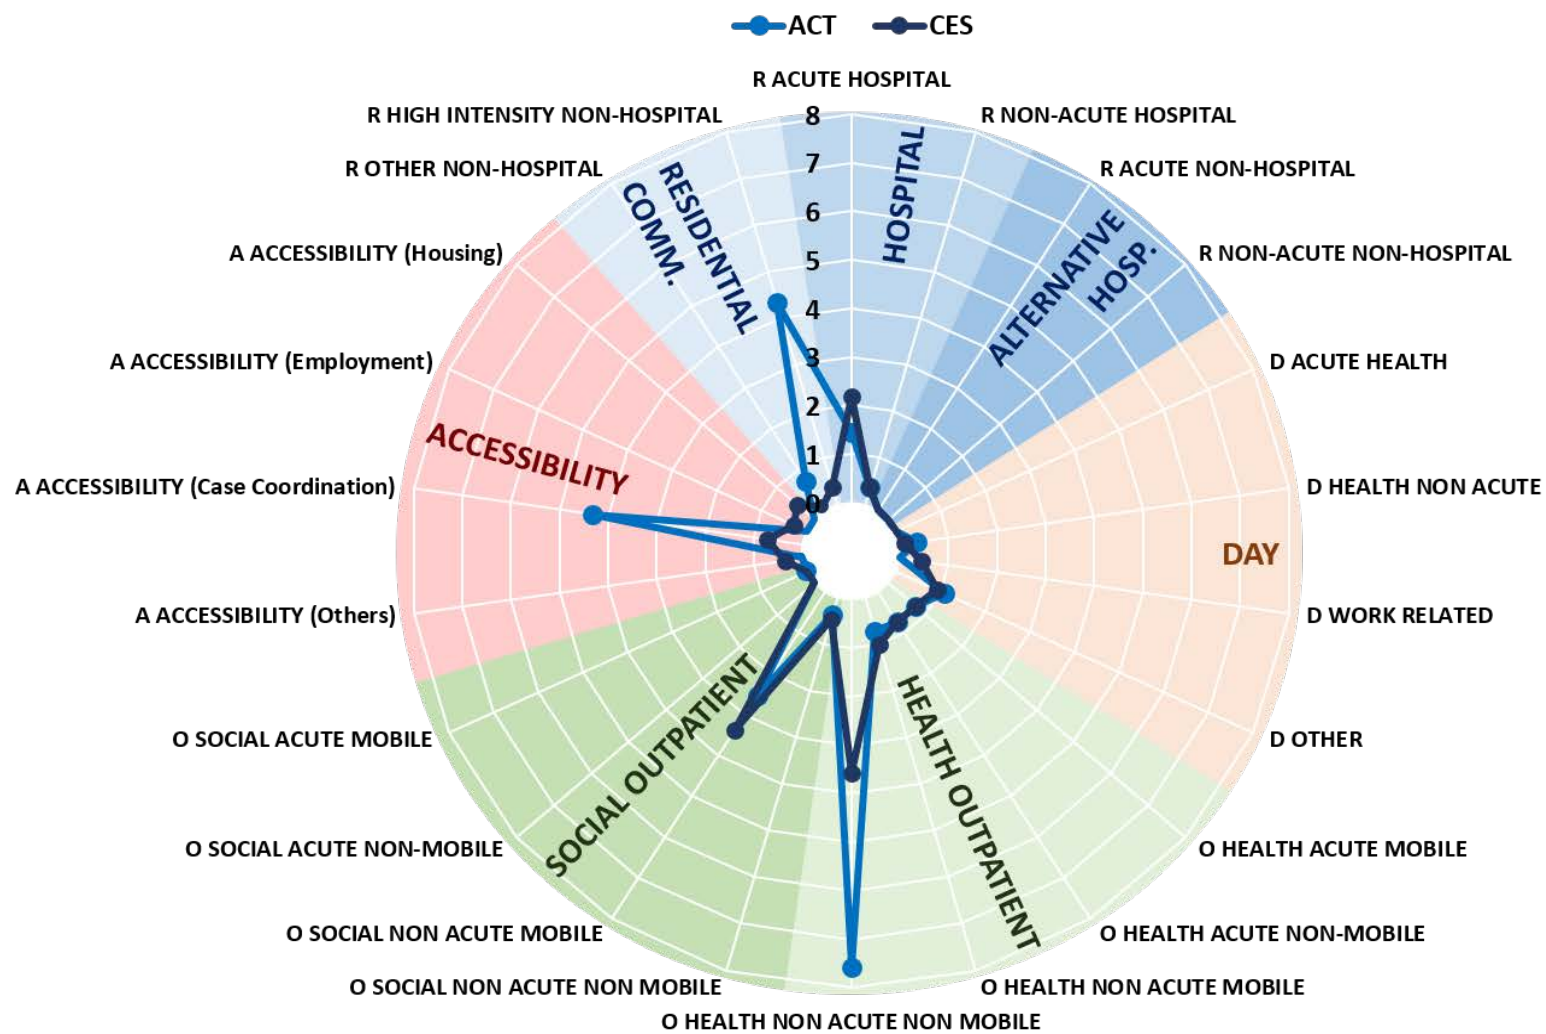 ACT
CES
R ACUTE HOSPITAL
R HIGH INTENSITY NON-HOSPITAL
R NON-ACUTE HOSPITAL
R OTHER NON-HOSPITAL
R ACUTE NON-HOSPITAL
A ACCESSIBILITY (Housing)
R NON-ACUTE NON-HOSPITAL
A ACCESSIBILITY (Employment)
D ACUTE HEALTH
A ACCESSIBILITY (Case Coordination)
D HEALTH NON ACUTE
A ACCESSIBILITY (Others)
D WORK RELATED
O SOCIAL ACUTE MOBILE
D OTHER
O SOCIAL ACUTE NON-MOBILE
O HEALTH ACUTE MOBILE
O SOCIAL NON ACUTE MOBILE
O HEALTH ACUTE NON-MOBILE
O SOCIAL NON ACUTE NON MOBILE
O HEALTH NON ACUTE MOBILE
O HEALTH NON ACUTE NON MOBILE
8
7
6
5
4
3
2
1
0
HOSPITAL
ALTERNATIVE
HOSP.
DAY
HEALTH OUTPATIENT
SOCIAL OUTPATIENT
ACCESSIBILITY
RESIDENTIAL
COMM.